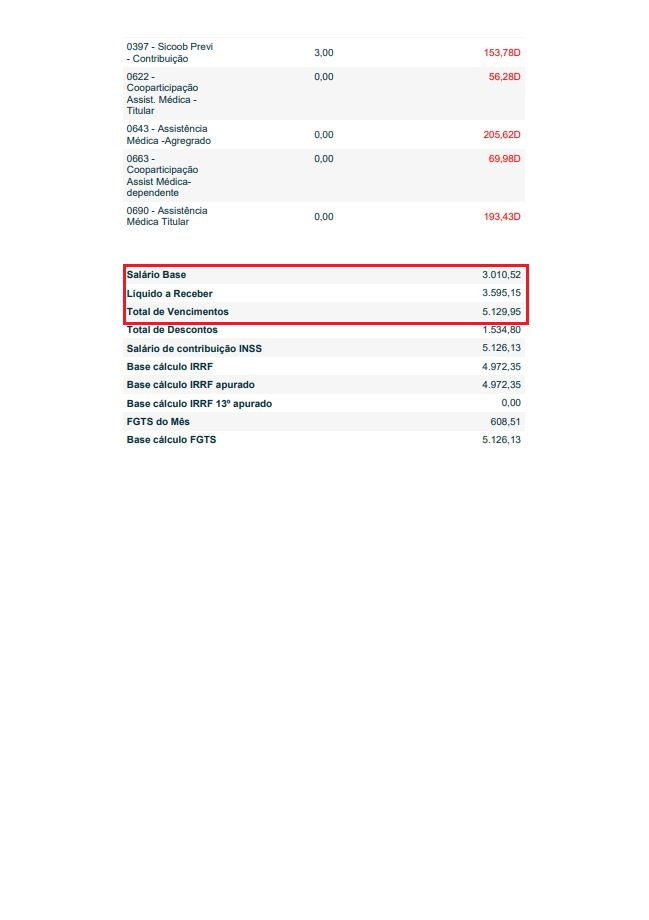 0397 - Sicoob Previ
- Contribuição 3,00 153,78D
0622 - 0,00 56,28D
Cooparticipação
Assist. Médica -
Titular
0643 - Assistência
Médica -Agregrado 0,00 205,62D
0663 - 0,00 69,98D
Cooparticipação
Assist Médica-
dependente
0690 - Assistência
Médica Titular 0,00 193,43D
Salário Base 3.010,52
Líquido a Receber 3.595,15
Total de Vencimentos 5.129,95
Total de Descontos 1.534,80
Salário de contribuição INSS 5.126,13
Base cálculo IRRF 4.972,35
Base cálculo IRRF apurado 4.972,35
Base cálculo IRRF 13º apurado 0,00
FGTS do Mês 608,51
Base cálculo FGTS 5.126,13